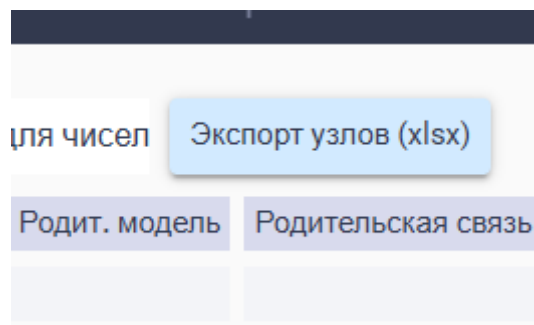 для чисел Экспорт узлов (xlsx)
Родит. модель Родительская связь